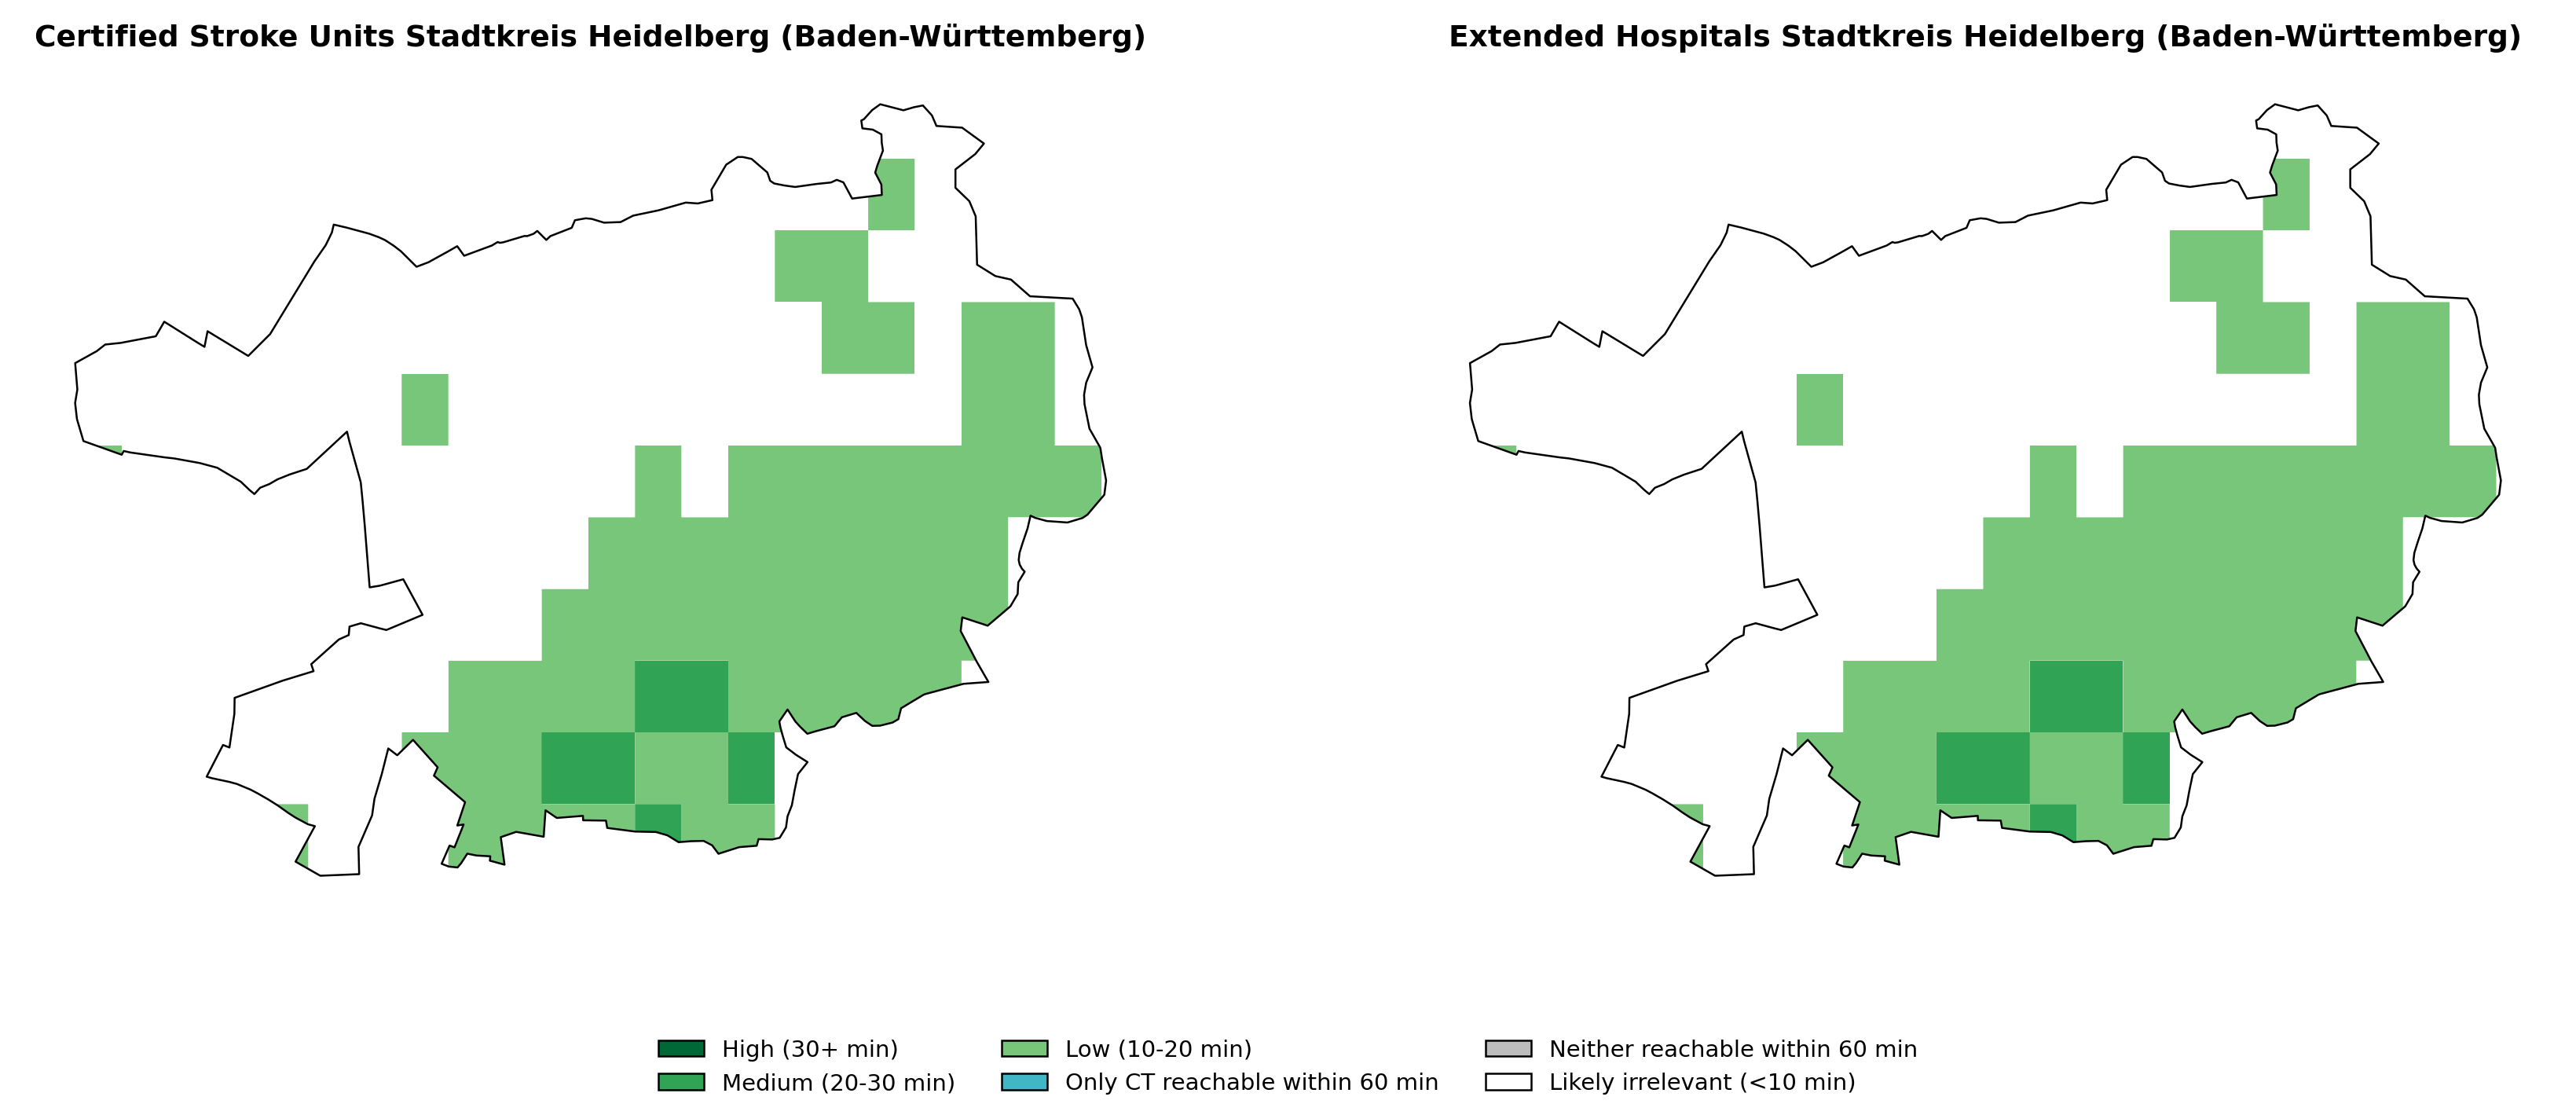 Certified Stroke Units Stadtkreis Heidelberg (Baden-Württemberg)
Extended Hospitals Stadtkreis Heidelberg (Baden-Württemberg)
High (30+ min)
Medium (20-30 min)
Low (10-20 min)
Only CT reachable within 60 min
Neither reachable within 60 min
Likely irrelevant (<10 min)